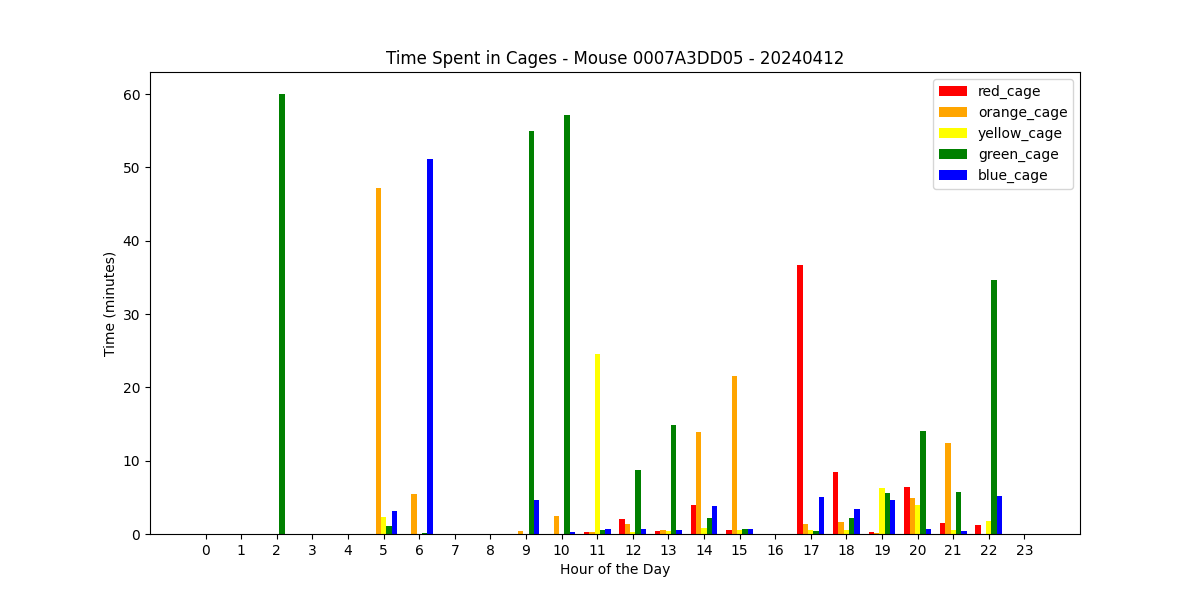 Time Spent in Cages - Mouse 0007A3DD05 - 20240412
red_cage
orange_cage
yellow_cage
green_cage
blue_cage
60
50
40
30
20
10
0
Time (minutes)
0 1 2 3 4 5 6 7 8 9 10 11 12 13 14 15 16 17 18 19 20 21 22 23
Hour of the Day